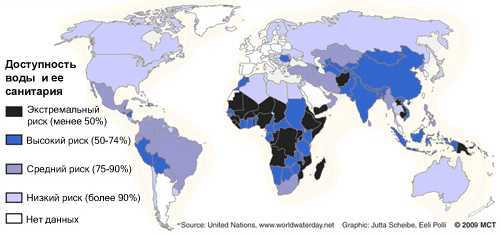 Доступность
воды и ее
санитария
Экстремальный
риск (менее 50%)
Высокий риск (50-74%)
Средний риск (75-90%)
Низкий риск (более 90%)
Нет данных
*Source: United Nations, www.worldwaterday.net
Graphic: Jutta Scheibe, Eeli Polli
© 2009 MCT